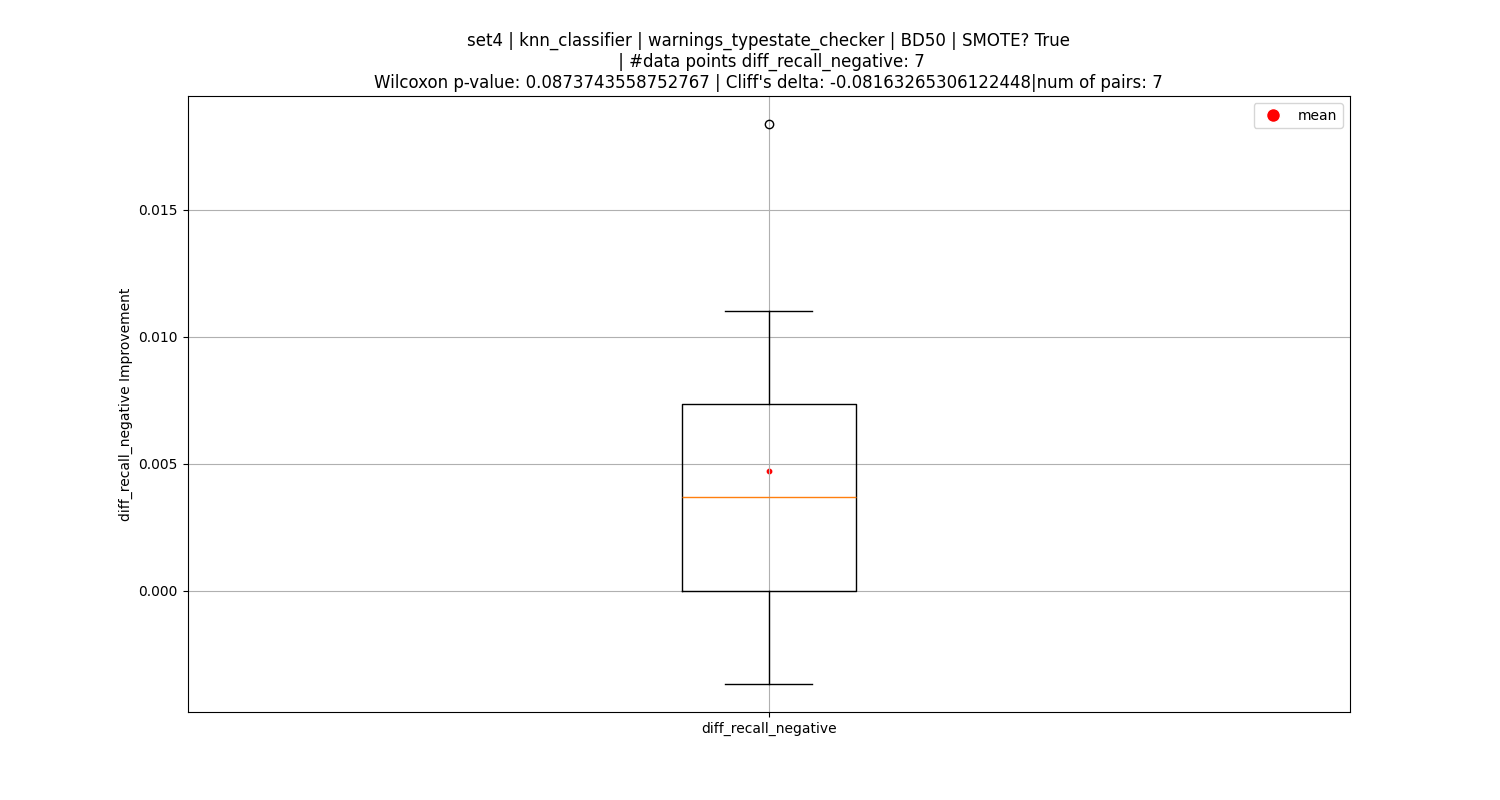 set4 | knn_classifier | warnings_typestate_checker | BD50 | SMOTE? True
| #data points diff_recall_negative: 7
Wilcoxon p-value: 0.0873743558752767 | Cliff's delta: -0.08163265306122448|num of pairs: 7
mean
0.015
0.010
0.005
0.000
diff_recall_negative Improvement
diff_recall_negative